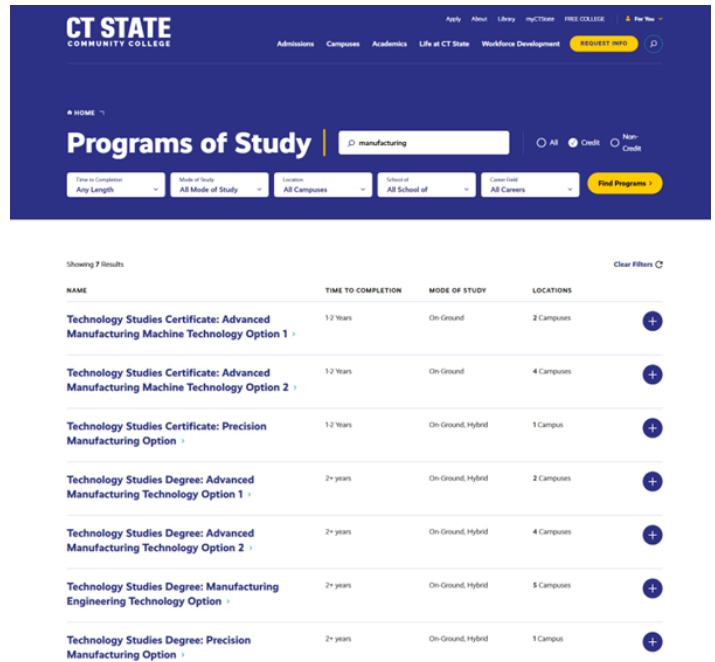 CT STATE
COMMUNITY COLLEGE
Apply About Library myCTState FREE COLLEGE For You
Admissions Campuses Academics Life at CT State Workforce Development REQUEST INFO
HOME
Programs of Study
manufacturing
All Credit Non-
Credit
Time to Completion Mode of Study Location School of Career Field
Any Length All Mode of Study All Campuses All School of All Careers Find Programs ›
Showing 7 Results Clear Filters
NAME TIME TO COMPLETION MODE OF STUDY LOCATIONS
Technology Studies Certificate: Advanced 1-2 Years On-Ground 2 Campuses
Manufacturing Machine Technology Option 1 ›
Technology Studies Certificate: Advanced 1-2 Years On-Ground 4 Campuses
Manufacturing Machine Technology Option 2 ›
Technology Studies Certificate: Precision 1-2 Years On-Ground, Hybrid 1 Campus
Manufacturing Option ›
Technology Studies Degree: Advanced 2+ years On-Ground, Hybrid 2 Campuses
Manufacturing Technology Option 1 ›
Technology Studies Degree: Advanced 2+ years On-Ground, Hybrid 4 Campuses
Manufacturing Technology Option 2 ›
Technology Studies Degree: Manufacturing 2+ years On-Ground, Hybrid 5 Campuses
Engineering Technology Option ›
Technology Studies Degree: Precision 2+ years On-Ground, Hybrid 1 Campus
Manufacturing Option ›